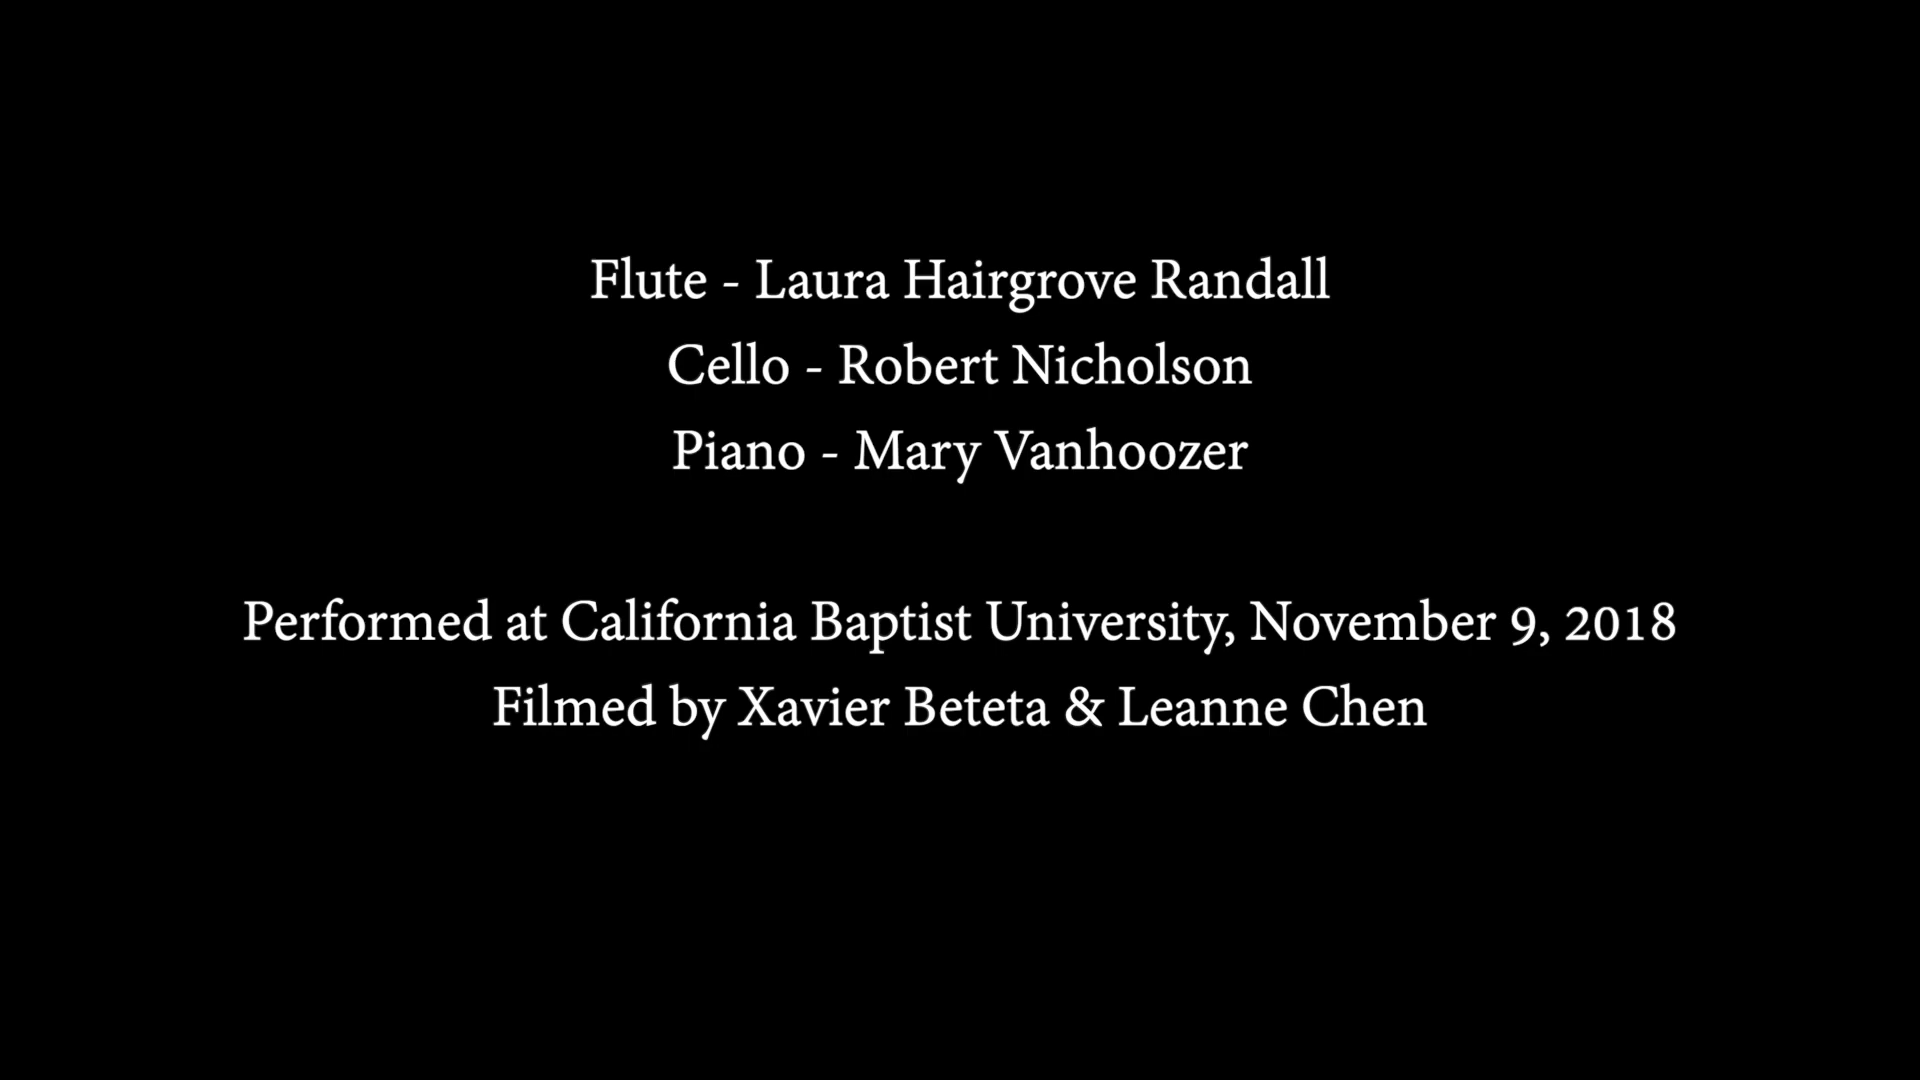 Flute - Laura Hairgrove Randall
Cello - Robert Nicholson
Piano - Mary Vanhoozer
Performed at California Baptist University, November 9, 2018
Filmed by Xavier Beteta & Leanne Chen